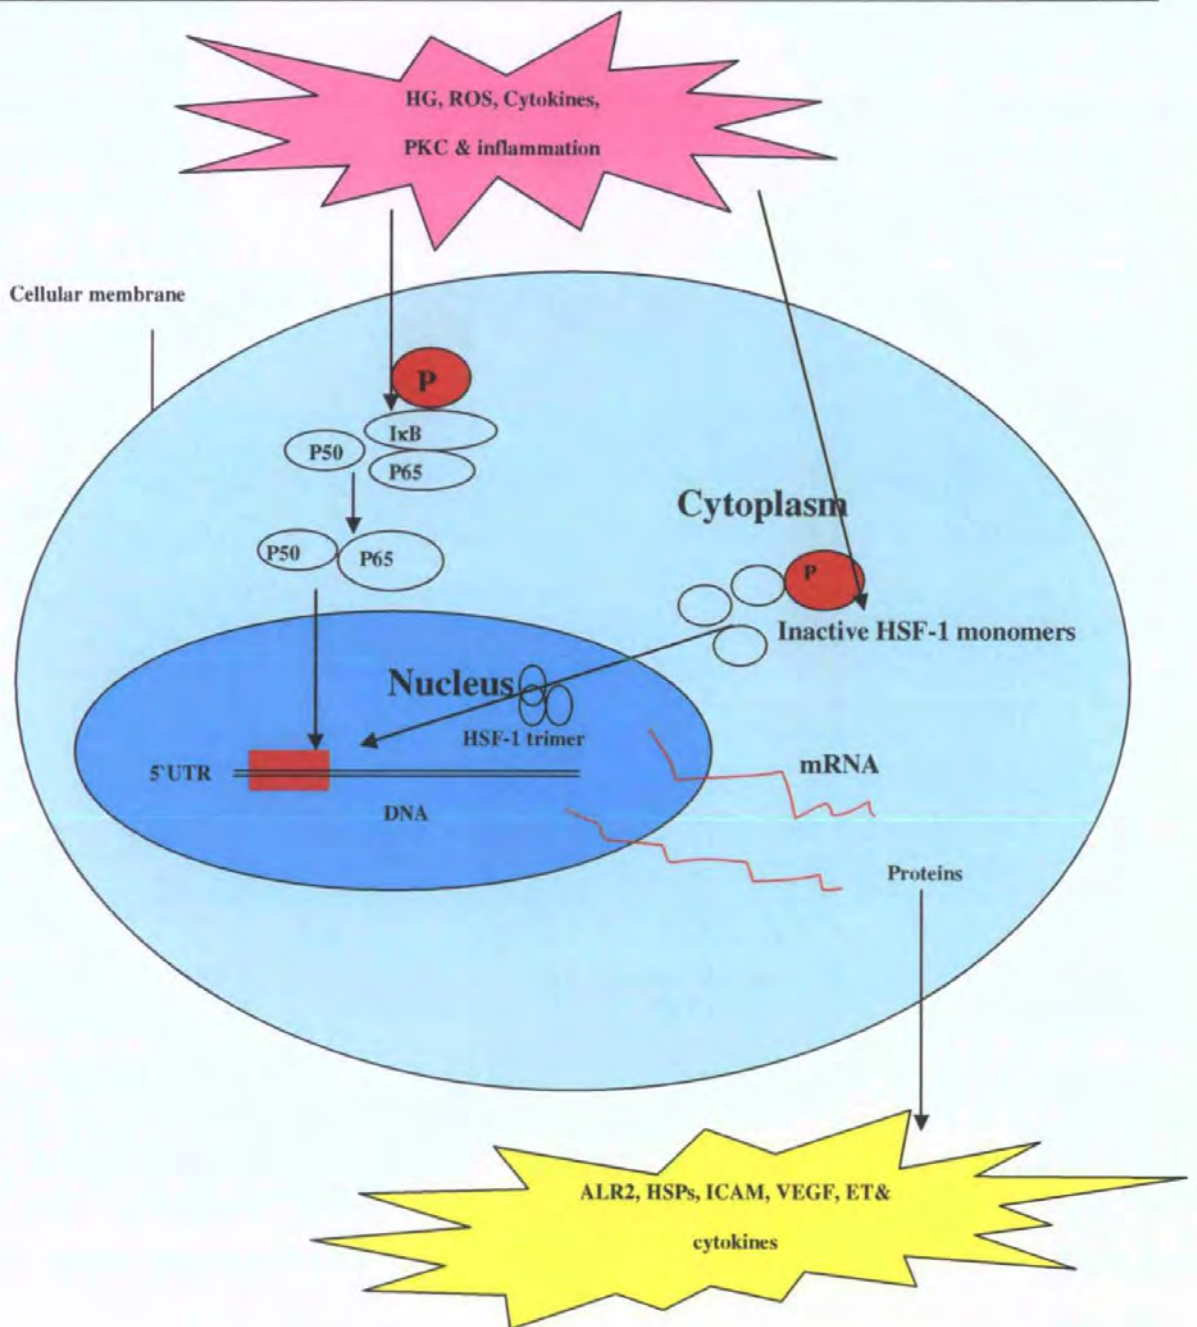 HG, ROS, Cytokines,
PKC & inflammation
Cellular membrane
P
IκB
P50
P65
Cytoplasm
P50
P65
P
Inactive HSF-1 monomers
Nucleus
HSF-1 trimer
5`UTR
mRNA
DNA
Proteins
ALR2, HSPs, ICAM, VEGF, ET&
cytokines